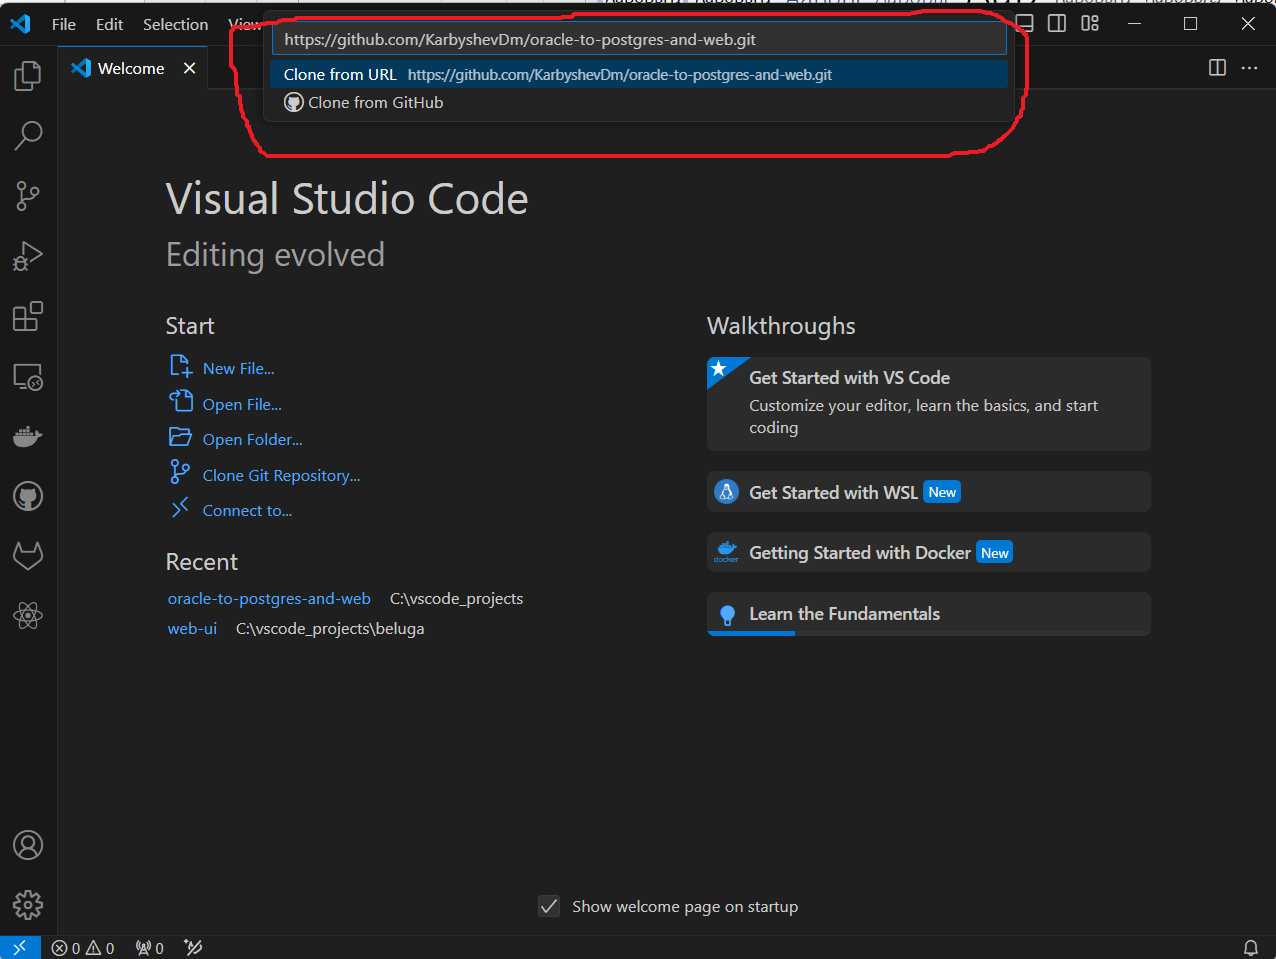 File Edit Selection View
https://github.com/KarbyshevDm/oracle-to-postgres-and-web.git
Welcome
Clone from URL https://github.com/KarbyshevDm/oracle-to-postgres-and-web.git
Clone from GitHub
Visual Studio Code
Editing evolved
Start
New File...
Open File...
Open Folder...
Clone Git Repository...
Connect to...
Recent
oracle-to-postgres-and-web C:\vscode_projects
web-ui C:\vscode_projects\beluga
Walkthroughs
Get Started with VS Code
Customize your editor, learn the basics, and start
coding
Get Started with WSL New
docker
Getting Started with Docker New
Learn the Fundamentals
Show welcome page on startup
0 0 0